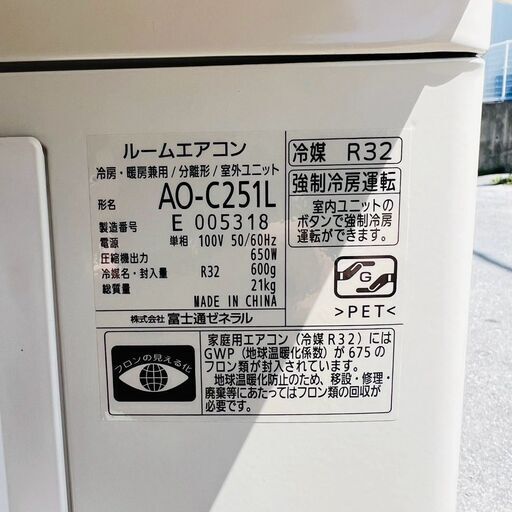 ルームエアコン
冷房・暖房兼用/分離形/室外ユニット
形名 AO-C251L
製造番号 E 005318
電源 単相 100V 50/60Hz
圧縮機出力 650W
冷媒名・封入量 R32 600g
総質量 21kg
MADE IN CHINA
株式会社 富士通ゼネラル
冷媒 R32
強制冷房運転
室内ユニットの
ボタンで強制冷房
運転ができます。
G
>PET<
フロンの見える化
家庭用エアコン(冷媒R32)には
GWP(地球温暖化係数)が675の
フロン類が封入されています。
地球温暖化防止のため、移設・修理・
廃棄等にあたってはフロン類の回収が
必要です。